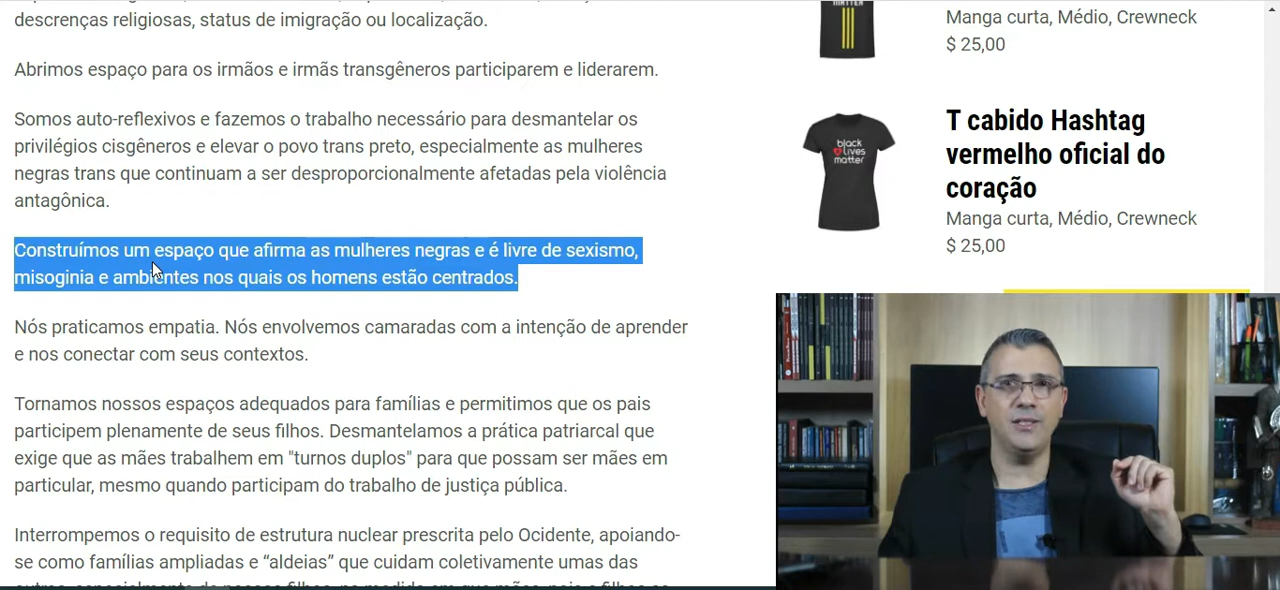 descrenças religiosas, status de imigração ou localização.
Abrimos espaço para os irmãos e irmãs transgêneros participarem e liderarem.
Somos auto-reflexivos e fazemos o trabalho necessário para desmantelar os
privilégios cisgêneros e elevar o povo trans preto, especialmente as mulheres
negras trans que continuam a ser desproporcionalmente afetadas pela violência
antagônica.
Construímos um espaço que afirma as mulheres negras e é livre de sexismo,
misoginia e ambientes nos quais os homens estão centrados.
Nós praticamos empatia. Nós envolvemos camaradas com a intenção de aprender
e nos conectar com seus contextos.
Tornamos nossos espaços adequados para famílias e permitimos que os pais
participem plenamente de seus filhos. Desmantelamos a prática patriarcal que
exige que as mães trabalhem em "turnos duplos" para que possam ser mães em
particular, mesmo quando participam do trabalho de justiça pública.
Interrompemos o requisito de estrutura nuclear prescrita pelo Ocidente, apoiando-
se como famílias ampliadas e “aldeias” que cuidam coletivamente umas das
MATTER
Manga curta, Médio, Crewneck
$ 25,00
black
lives
matter
T cabido Hashtag
vermelho oficial do
coração
Manga curta, Médio, Crewneck
$ 25,00